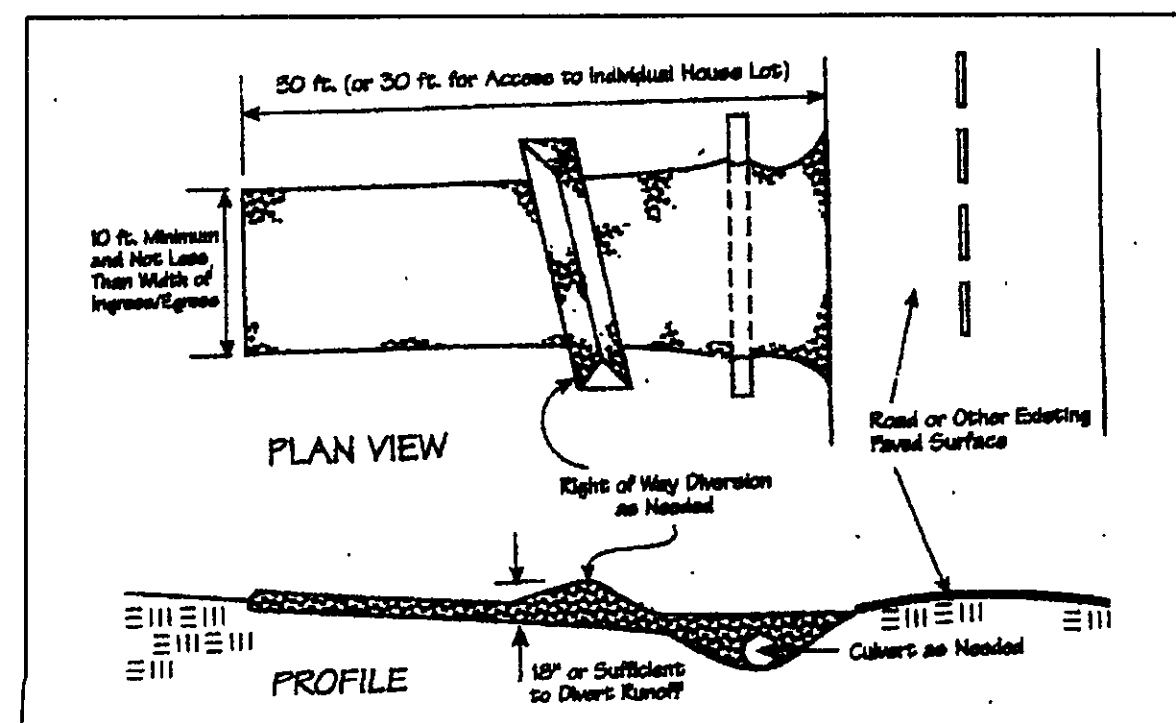 50 ft. (or 30 ft. for Access to Individual House Lot)
10 ft. Minimum
and Not Less
Than Width of
Ingress/Egress
PLAN VIEW
Right of Way Diversion
as Needed
Road or Other Existing
Paved Surface
18" or Sufficient
to Divert Runoff
Culvert as Needed
PROFILE